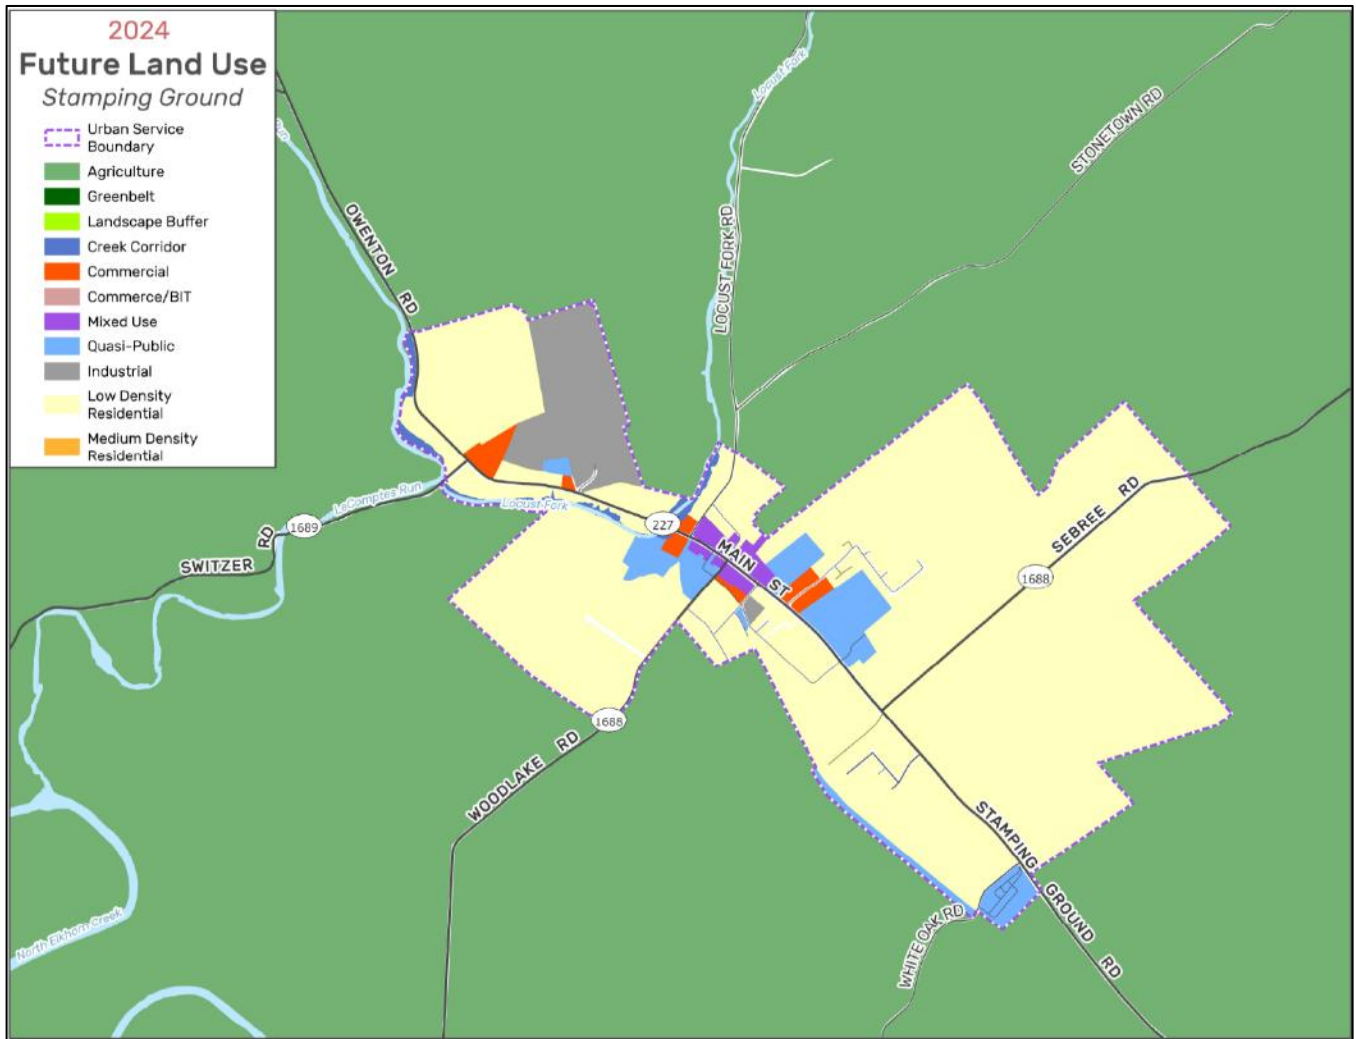 2024
Future Land Use
Stamping Ground
Urban Service
Boundary
Agriculture
Greenbelt
Landscape Buffer
Creek Corridor
Commercial
Commerce/BIT
Mixed Use
Quasi-Public
Industrial
Low Density
Residential
Medium Density
Residential
Run
Locust Fork
STONETOWN RD
OWENTON RD
LOCUST FORK RD
LeComptes Run
Locust Fork
1689
SWITZER RD
227
MAIN ST
SEBREE RD
1688
1688
WOODLAKE RD
STAMPING GROUND RD
WHITE OAK RD
North Elkhorn Creek